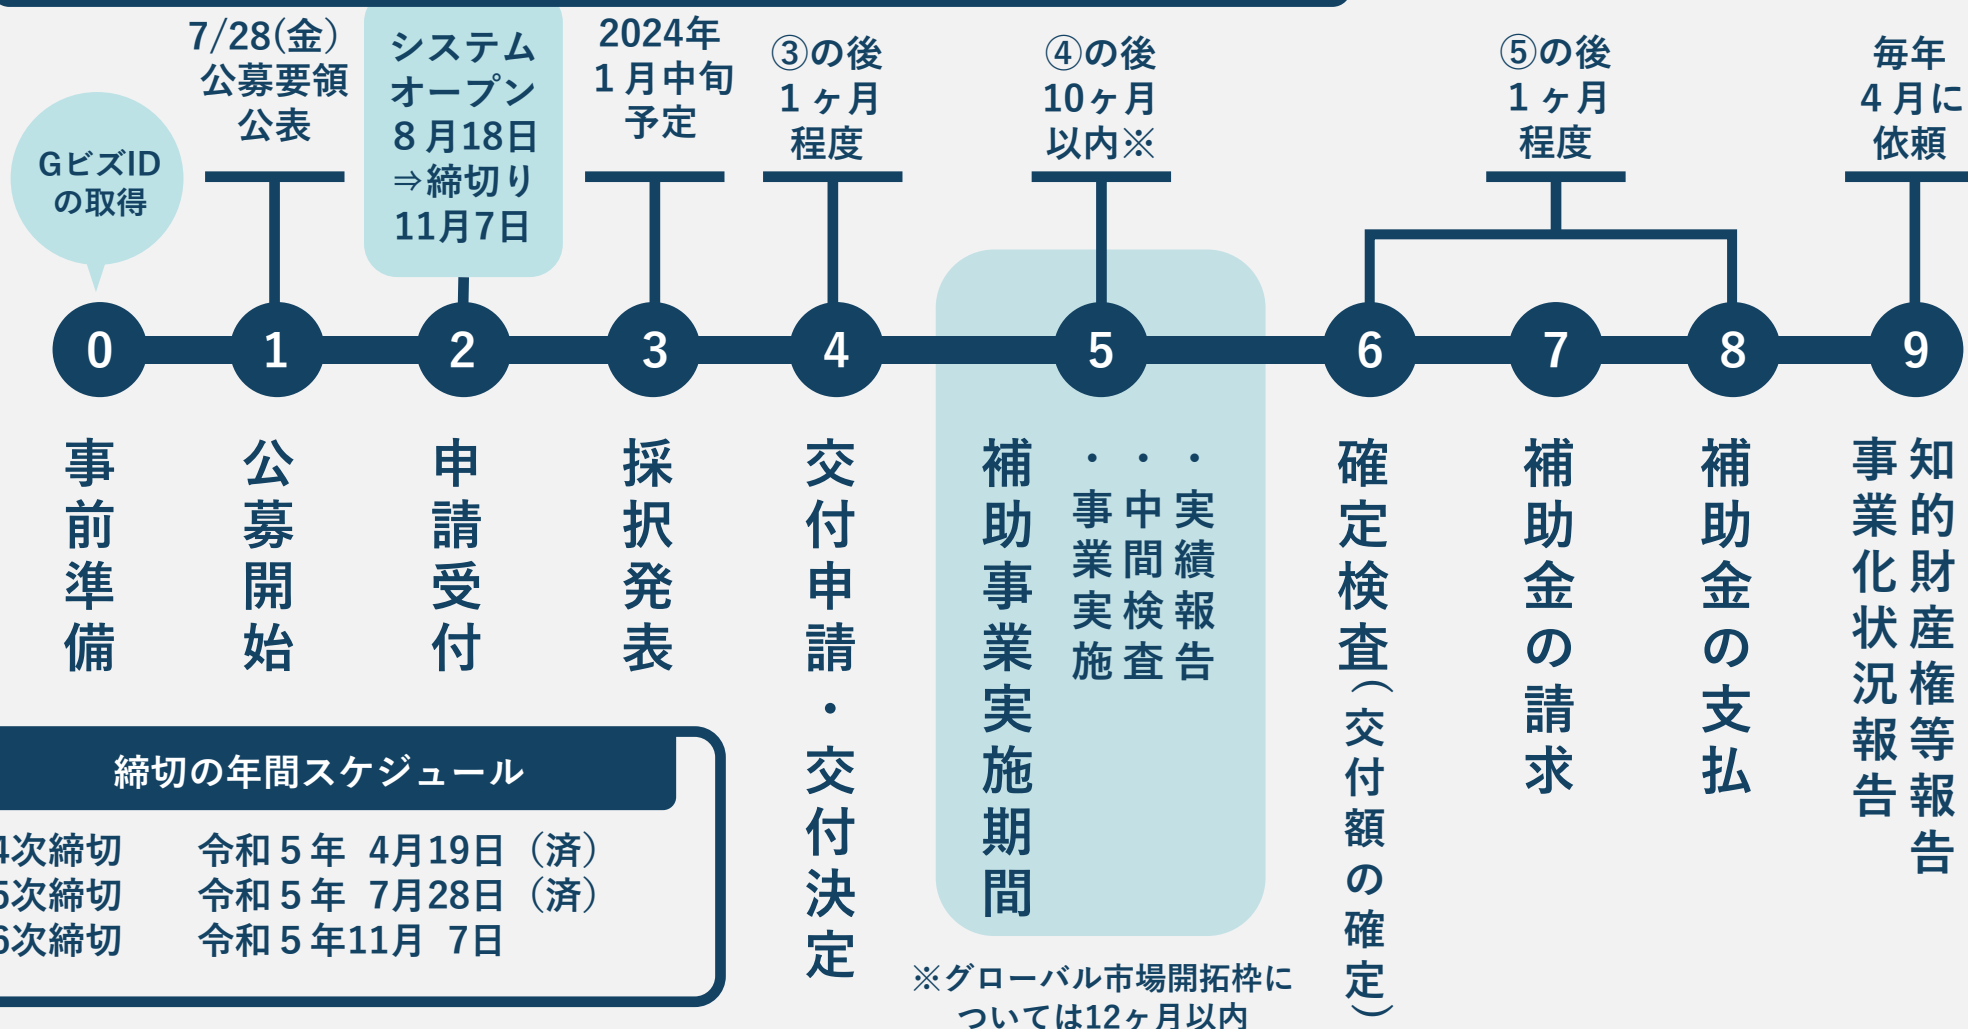 7/28(金)
公募要領
公表
システム
オープン
８月18日
⇒締切り
11月7日
2024年
１月中旬
予定
③の後
１ヶ月
程度
④の後
10ヶ月
以内※
⑤の後
１ヶ月
程度
毎年
４月に
依頼
GビズID
の取得
0
1
2
3
4
5
6
7
8
9
事前準備
公募開始
申請受付
採択発表
交付申請・交付決定
補助事業実施期間
・事業実施
・中間検査
・実績報告
確定検査（交付額の確定）
補助金の請求
補助金の支払
知的財産権等報告
事業化状況報告
締切の年間スケジュール
4次締切 令和５年 4月19日（済）
5次締切 令和５年 7月28日（済）
6次締切 令和５年11月 7日
※グローバル市場開拓枠に
ついては12ヶ月以内